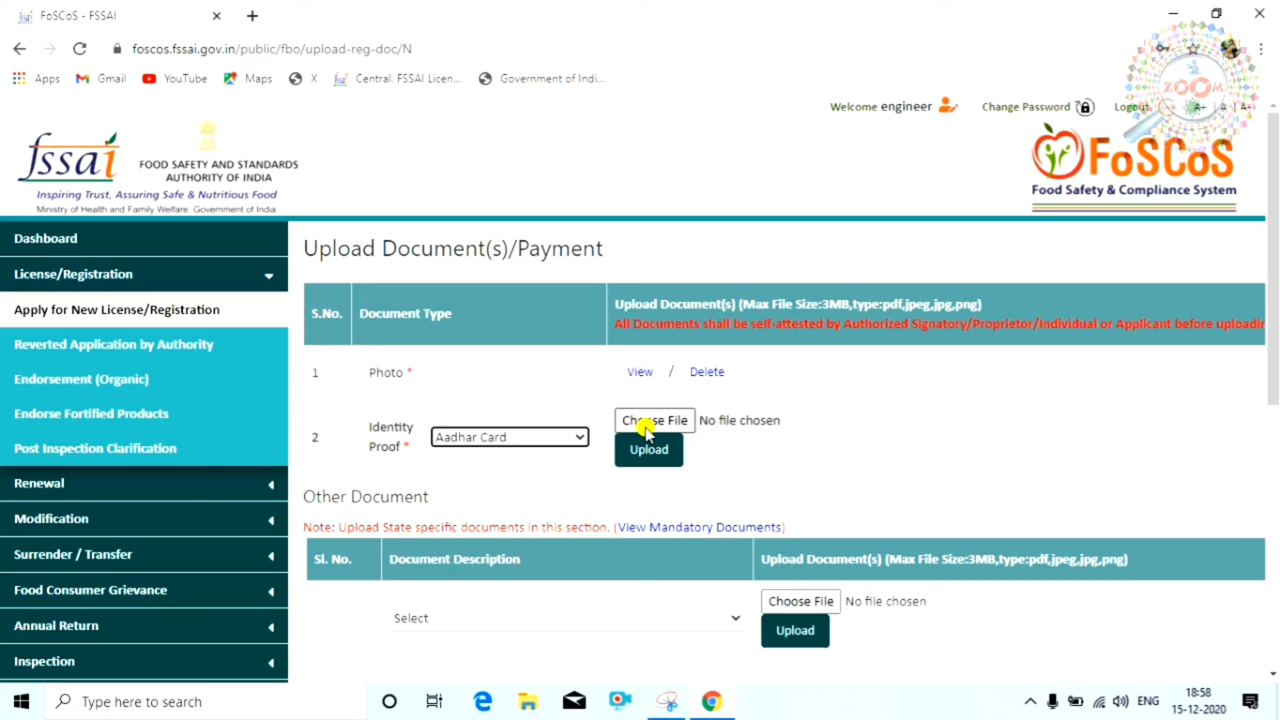 FoSCoS - FSSAI
foscos.fssai.gov.in/public/fbo/upload-reg-doc/N
Apps Gmail YouTube Maps X Central. FSSAI Licen... Government of Indi...
ZOOM
Welcome engineer Change Password Logout A+ A A+
fssai
FOOD SAFETY AND STANDARDS
AUTHORITY OF INDIA
Inspiring Trust, Assuring Safe & Nutritious Food
Ministry of Health and Family Welfare, Government of India
FoSCoS
Food Safety & Compliance System
Dashboard
License/Registration
Apply for New License/Registration
Reverted Application by Authority
Endorsement (Organic)
Endorse Fortified Products
Post Inspection Clarification
Renewal
Modification
Surrender / Transfer
Food Consumer Grievance
Annual Return
Inspection
Upload Document(s)/Payment
S.No. Document Type Upload Document(s) (Max File Size:3MB,type:pdf,jpeg,jpg,png)
All Documents shall be self-attested by Authorized Signatory/Proprietor/Individual or Applicant before uploadin
1 Photo * View / Delete
2 Identity Proof * Aadhar Card Choose File No file chosen
Upload
Other Document
Note: Upload State specific documents in this section. (View Mandatory Documents)
Sl. No. Document Description Upload Document(s) (Max File Size:3MB,type:pdf,jpeg,jpg,png)
Select Choose File No file chosen
Upload
Type here to search
ENG
18:58
15-12-2020